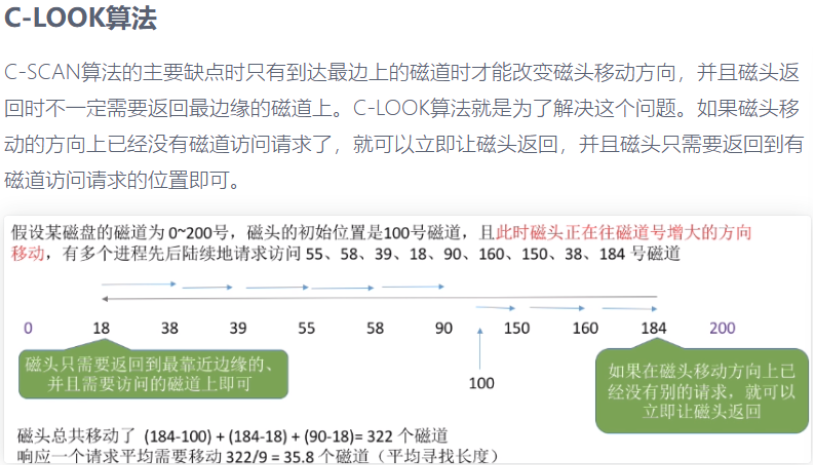 C-LOOK算法
C-SCAN算法的主要缺点时只有到达最边上的磁道时才能改变磁头移动方向，并且磁头返
回时不一定需要返回最边缘的磁道上。C-LOOK算法就是为了解决这个问题。如果磁头移
动的方向上已经没有磁道访问请求了，就可以立即让磁头返回，并且磁头只需要返回到有
磁道访问请求的位置即可。
假设某磁盘的磁道为 0~200号，磁头的初始位置是100号磁道，且此时磁头正在往磁道号增大的方向
移动，有多个进程先后陆续地请求访问 55、58、39、18、90、160、150、38、184 号磁道
0 18 38 39 55 58 90 150 160 184 200
磁头只需要返回到最靠近边缘的、
并且需要访问的磁道上即可
100
如果在磁头移动方向上已
经没有别的请求，就可以
立即让磁头返回
磁头总共移动了 (184-100) + (184-18) + (90-18)= 322 个磁道
响应一个请求平均需要移动 322/9 = 35.8 个磁道（平均寻找长度）